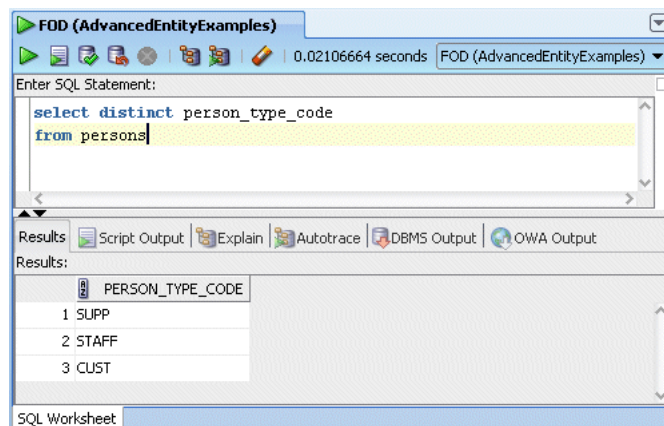 FOD (AdvancedEntityExamples)
0.02106664 seconds FOD (AdvancedEntityExamples)
Enter SQL Statement:
select distinct person_type_code
from persons
Results Script Output Explain Autotrace DBMS Output OWA Output
Results:
PERSON_TYPE_CODE
1 SUPP
2 STAFF
3 CUST
SQL Worksheet